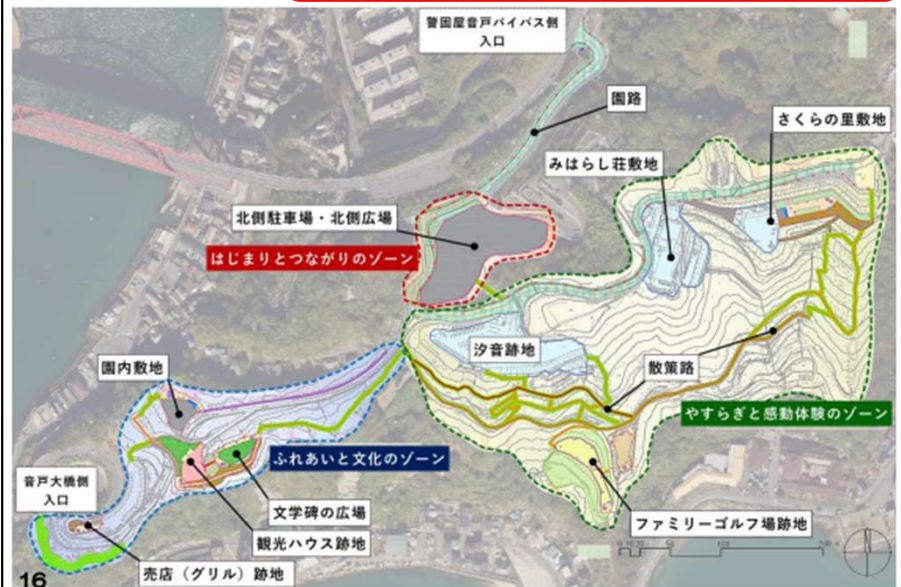 警固屋音戸バイパス側
入口
園路
さくらの里敷地
みはらし荘敷地
北側駐車場・北側広場
はじまりとつながりのゾーン
汐音跡地
散策路
園内敷地
やすらぎと感動体験のゾーン
ふれあいと文化のゾーン
音戸大橋側
入口
文学碑の広場
ファミリーゴルフ場跡地
観光ハウス跡地
売店（グリル）跡地
16